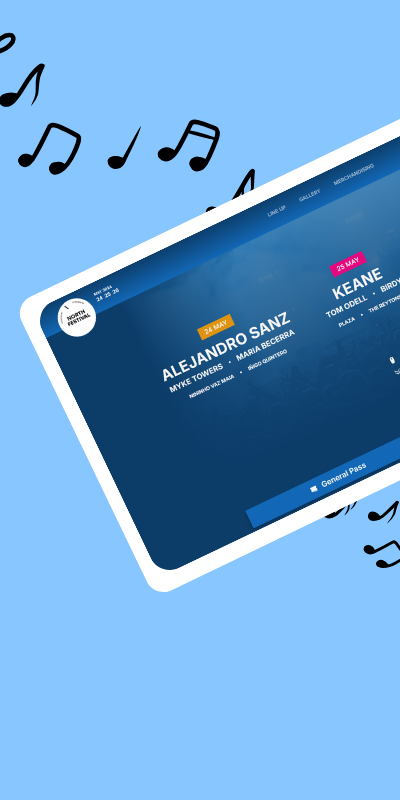 LINE UP
GALLERY
MERCHANDISING
NORTH
FESTIVAL
24 25 26
24 MAY
ALEJANDRO SANZ
MYKE TOWERS • MARIA BECERRA
NININHO VAZ MAIA • IÑIGO QUINTERO
25 MAY
KEANE
TOM ODELL • BIRDY
PLAZA •
General Pass